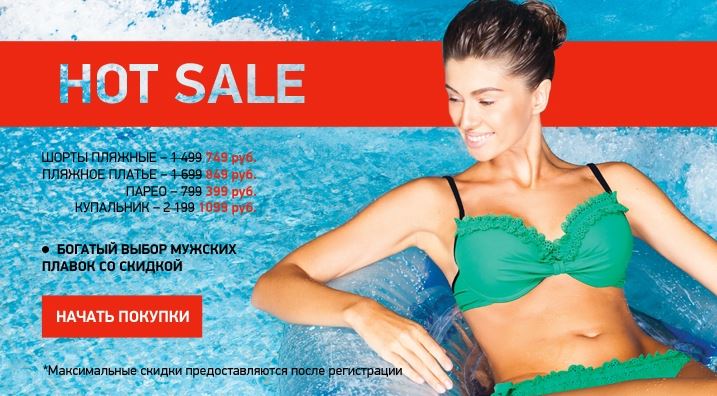 HOT SALE
ШОРТЫ ПЛЯЖНЫЕ – 1 499 749 руб.
ПЛЯЖНОЕ ПЛАТЬЕ – 1 699 849 руб.
ПАРЕО – 799 399 руб.
КУПАЛЬНИК – 2 199 1099 руб.
● БОГАТЫЙ ВЫБОР МУЖСКИХ
ПЛАВОК СО СКИДКОЙ
НАЧАТЬ ПОКУПКИ
*Максимальные скидки предоставляются после регистрации